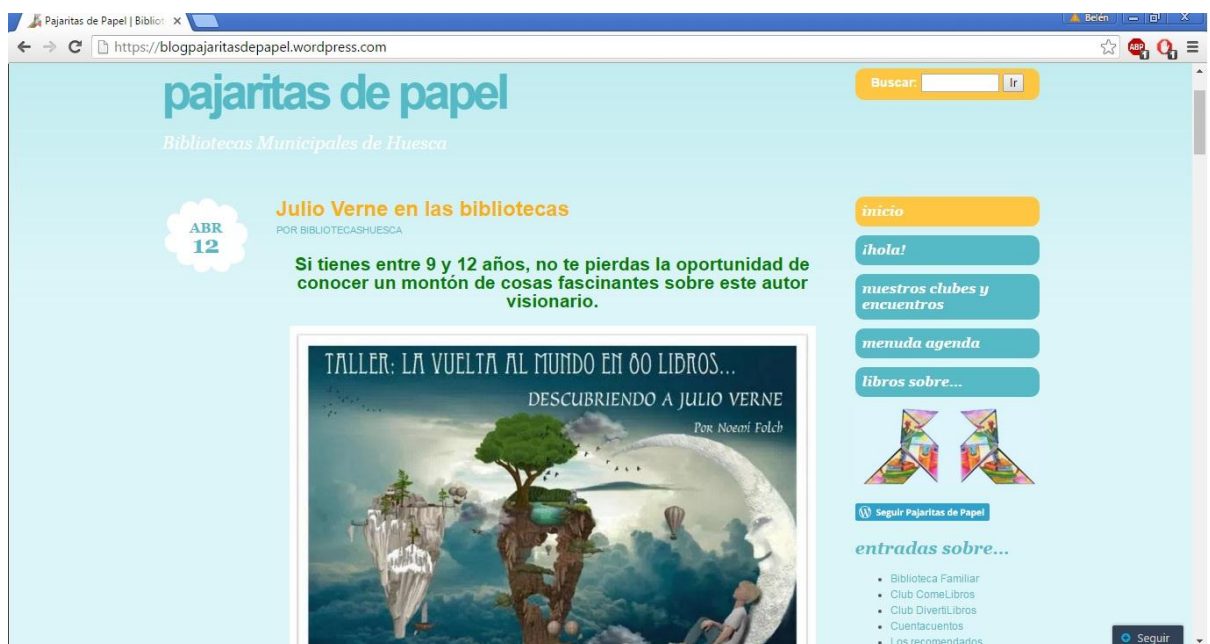 Pajaritas de Papel | Bibliot
Belén
https://blogpajaritasdepapel.wordpress.com
ABP
1
1
pajaritas de papel
Bibliotecas Municipales de Huesca
Buscar:
Ir
ABR
12
Julio Verne en las bibliotecas
POR BIBLIOTECASHUESCA
Si tienes entre 9 y 12 años, no te pierdas la oportunidad de
conocer un montón de cosas fascinantes sobre este autor
visionario.
TALLER: LA VUELTA AL MUNDO EN 80 LIBROS...
DESCUBRIENDO A JULIO VERNE
Por Noemí Folch
inicio
¡hola!
nuestros clubes y
encuentros
menuda agenda
libros sobre...
Seguir Pajaritas de Papel
entradas sobre...
Biblioteca Familiar
Club ComeLibros
Club DivertiLibros
Cuentacuentos
Los recomendados
Seguir